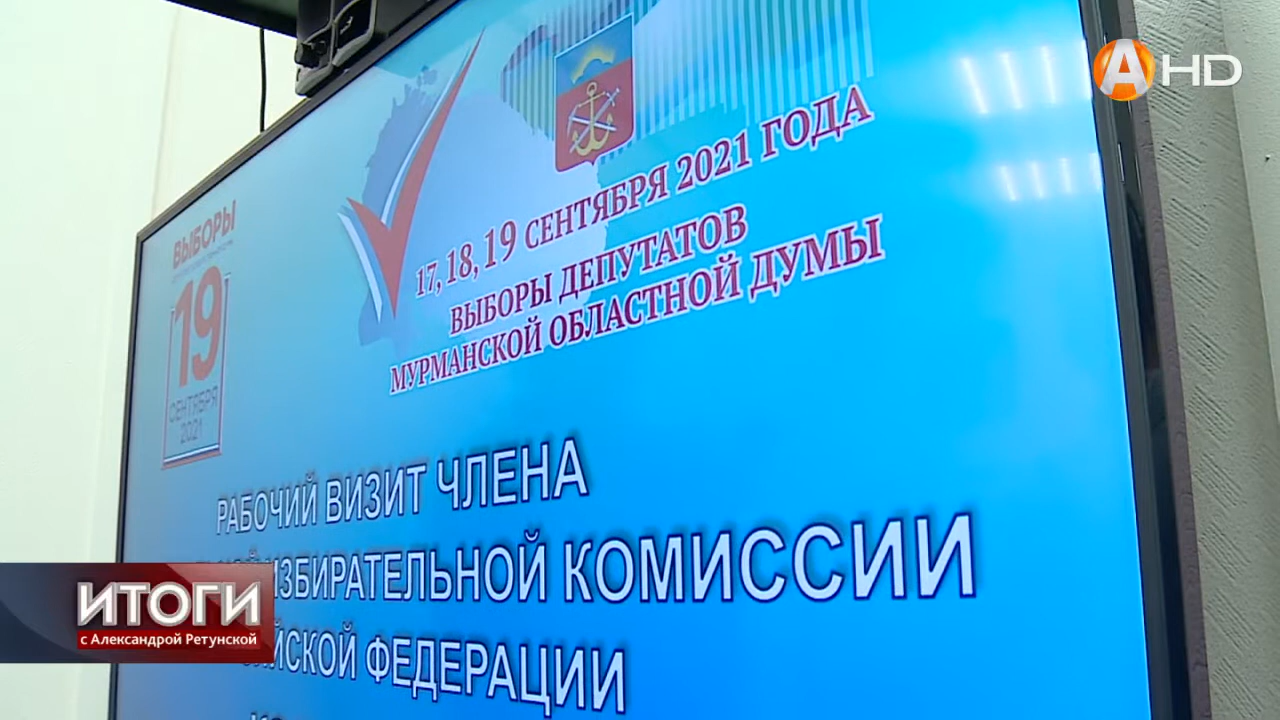 АHD
ВЫБОРЫ
19
СЕНТЯБРЯ
2021
17, 18, 19 СЕНТЯБРЯ 2021 ГОДА
ВЫБОРЫ ДЕПУТАТОВ
МУРМАНСКОЙ ОБЛАСТНОЙ ДУМЫ
РАБОЧИЙ ВИЗИТ ЧЛЕНА
ИЗБИРАТЕЛЬНОЙ КОМИССИИ
ФЕДЕРАЦИИ
ИТОГИ
с Александрой Ретунской